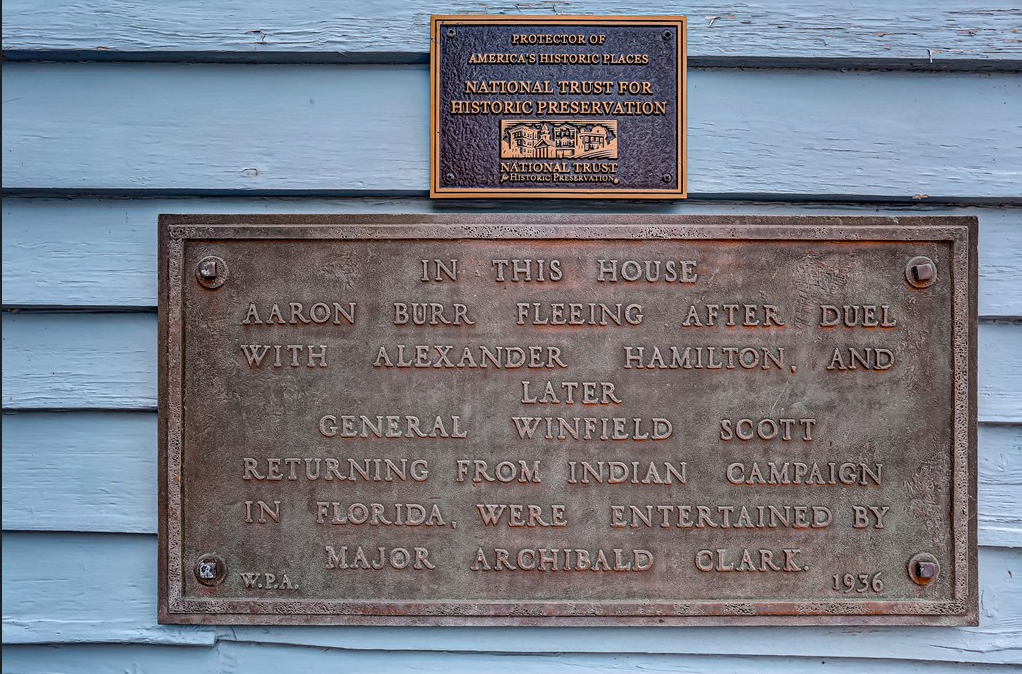 PROTECTOR OF
AMERICA'S HISTORIC PLACES
NATIONAL TRUST FOR
HISTORIC PRESERVATION
NATIONAL TRUST
for HISTORIC PRESERVATION
IN THIS HOUSE
AARON BURR FLEEING AFTER DUEL
WITH ALEXANDER HAMILTON, AND
LATER
GENERAL WINFIELD SCOTT
RETURNING FROM INDIAN CAMPAIGN
IN FLORIDA, WERE ENTERTAINED BY
MAJOR ARCHIBALD CLARK.
W.P.A. 1936